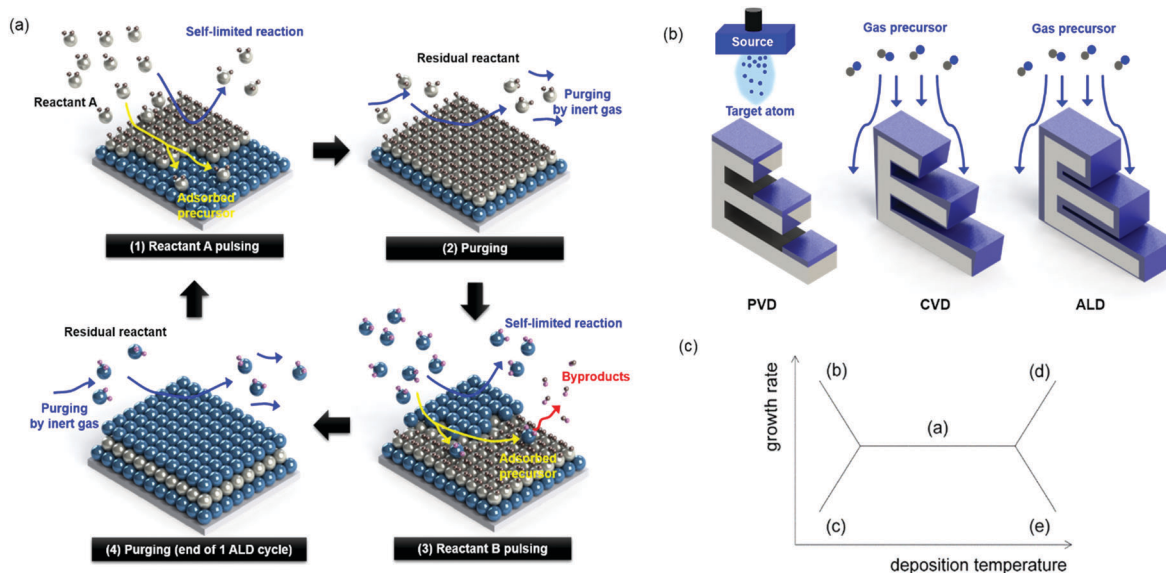 (a)
Self-limited reaction
Reactant A
Adsorbed
precursor
(1) Reactant A pulsing
Residual reactant
Purging
by inert gas
(2) Purging
Residual reactant
Purging
by inert gas
(4) Purging (end of 1 ALD cycle)
Self-limited reaction
Byproducts
Adsorbed
precursor
(3) Reactant B pulsing
(b)
Source
Target atom
PVD
Gas precursor
CVD
Gas precursor
ALD
(c)
growth rate
(b)
(d)
(a)
(c)
(e)
deposition temperature